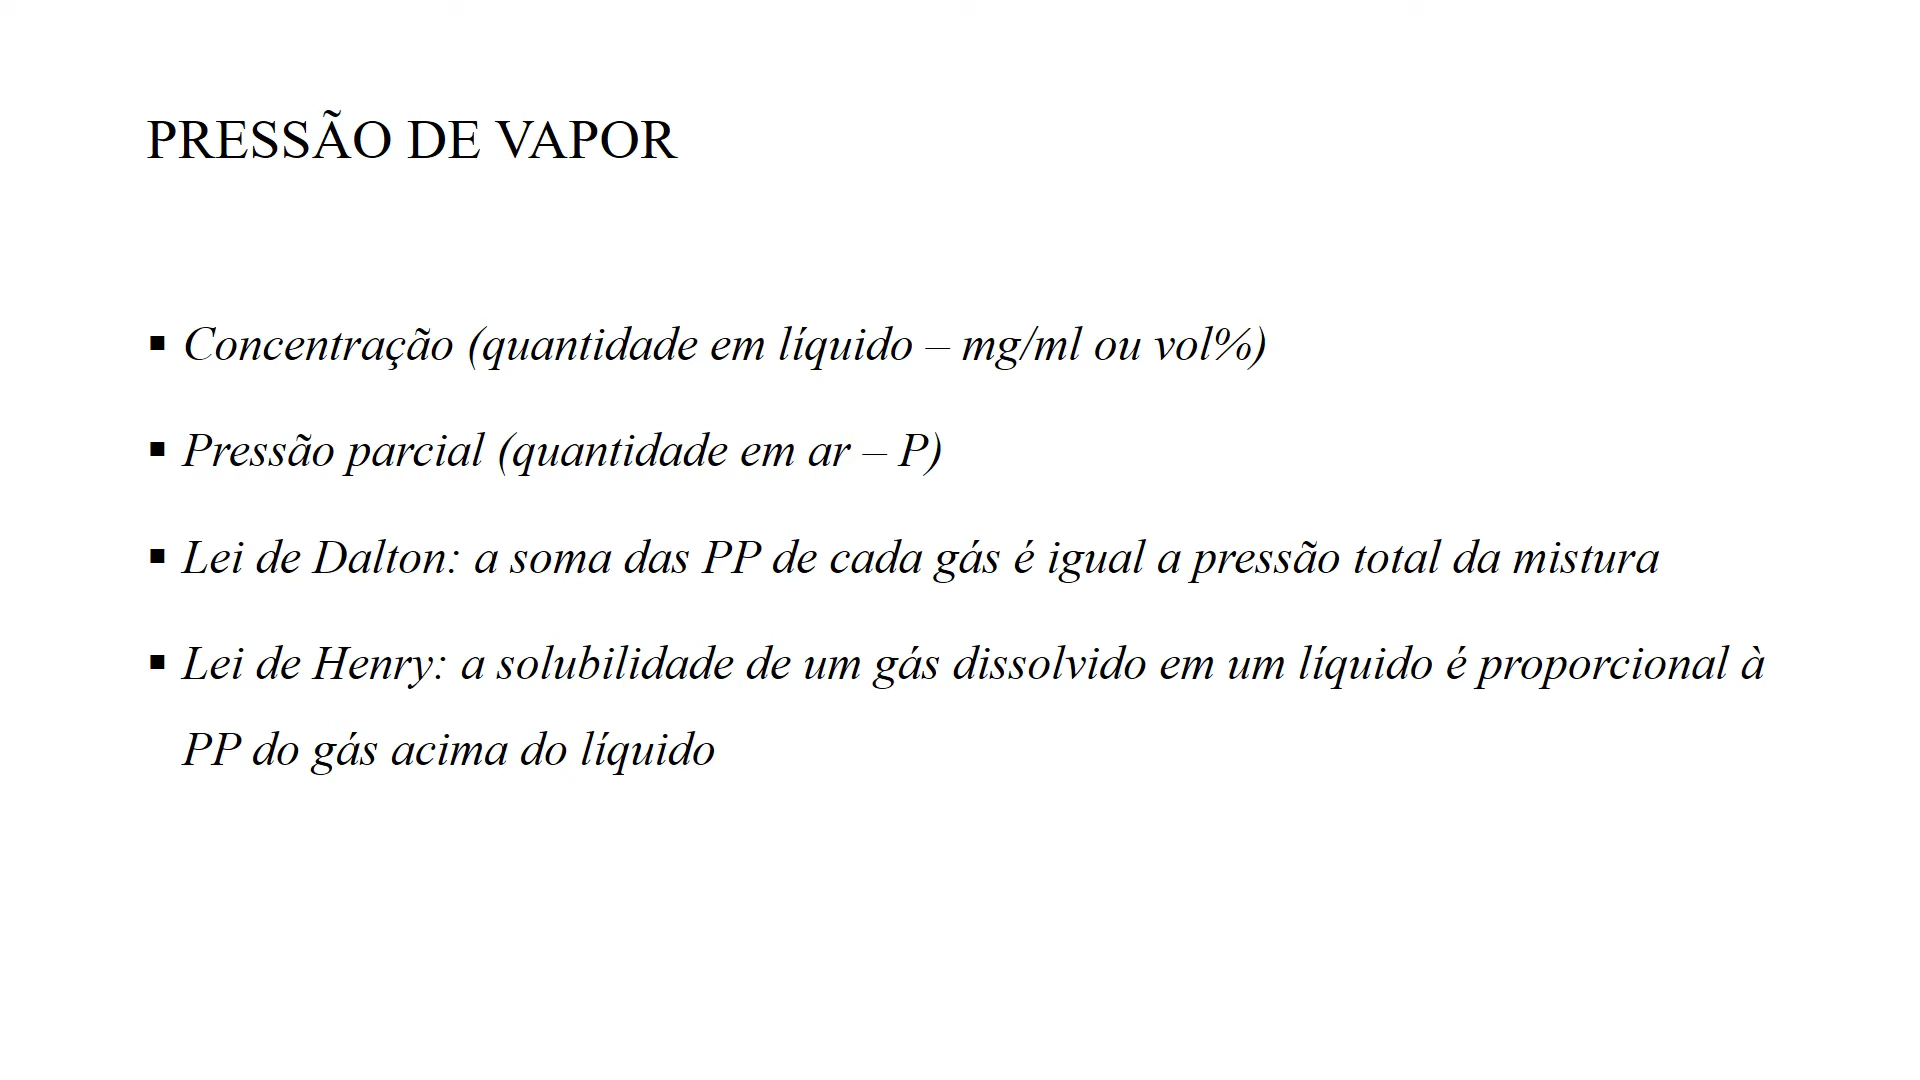 PRESSÃO DE VAPOR
▪ Concentração (quantidade em líquido – mg/ml ou vol%)
▪ Pressão parcial (quantidade em ar – P)
▪ Lei de Dalton: a soma das PP de cada gás é igual a pressão total da mistura
▪ Lei de Henry: a solubilidade de um gás dissolvido em um líquido é proporcional à
PP do gás acima do líquido